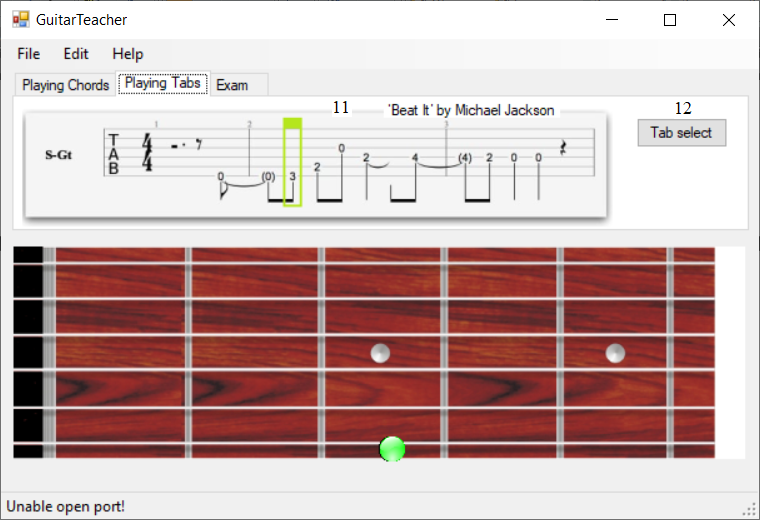 GuitarTeacher
File Edit Help
Playing Chords Playing Tabs Exam
11 'Beat It' by Michael Jackson 12
Tab select
1 2 3
S-Gt T A B 4 4
0 (0) 3 2 0 2 4 (4) 2 0 0
Unable open port!